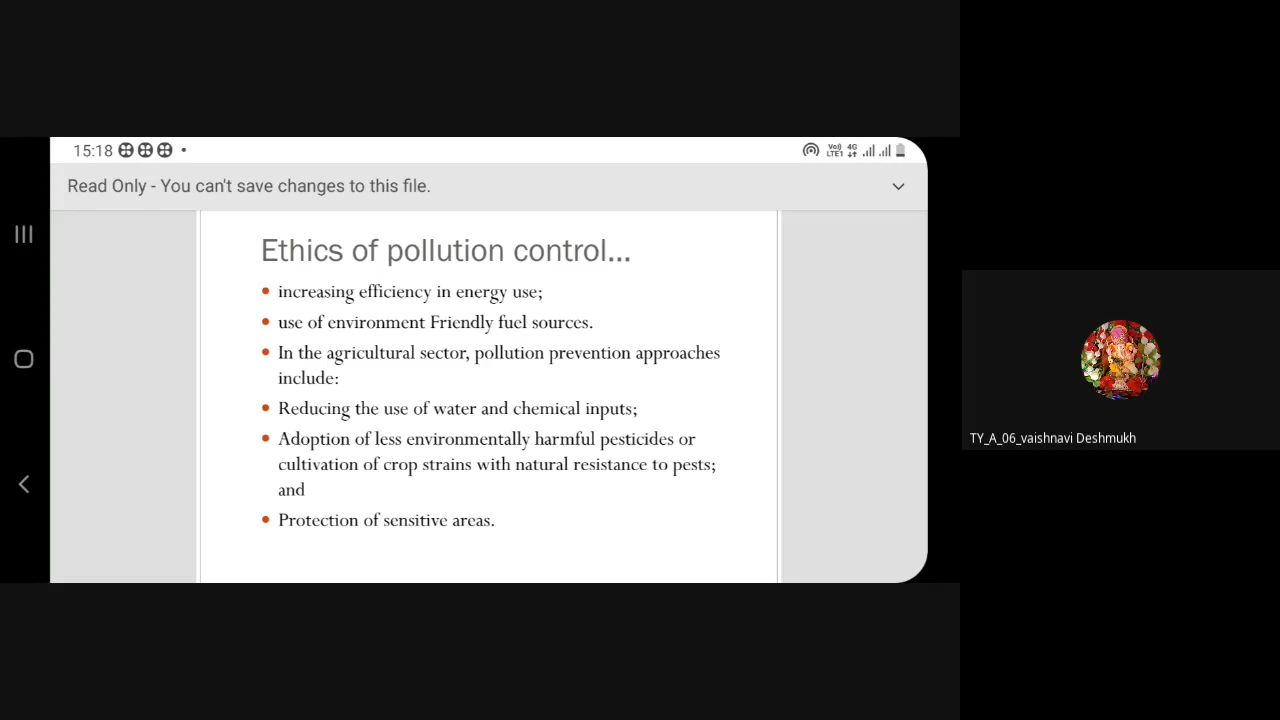 15:18
Vo)) 4G
LTE1
Read Only - You can't save changes to this file.
Ethics of pollution control...
• increasing efficiency in energy use;
• use of environment Friendly fuel sources.
• In the agricultural sector, pollution prevention approaches
include:
• Reducing the use of water and chemical inputs;
• Adoption of less environmentally harmful pesticides or
cultivation of crop strains with natural resistance to pests;
and
• Protection of sensitive areas.
TY_A_06_vaishnavi Deshmukh